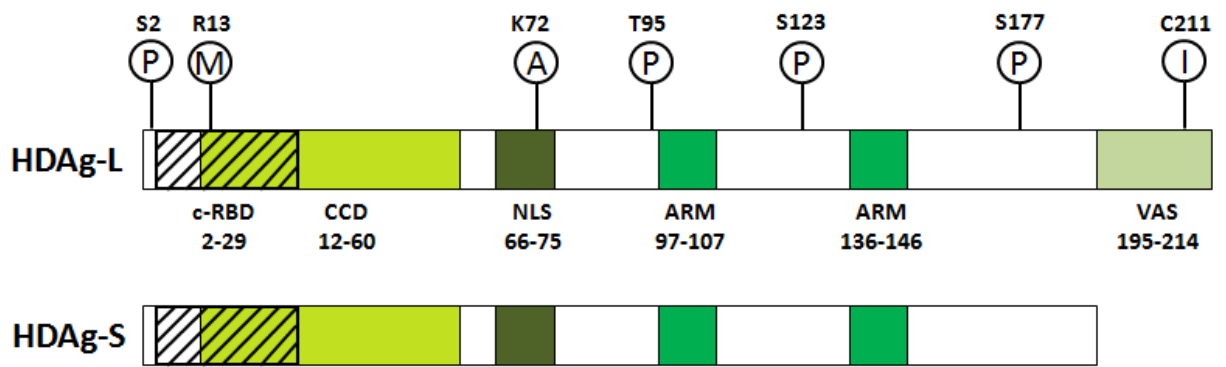 S2 R13 K72 T95 S123 S177 C211
P M A P P P I
HDAg-L
c-RBD CCD NLS ARM ARM VAS
2-29 12-60 66-75 97-107 136-146 195-214
HDAg-S